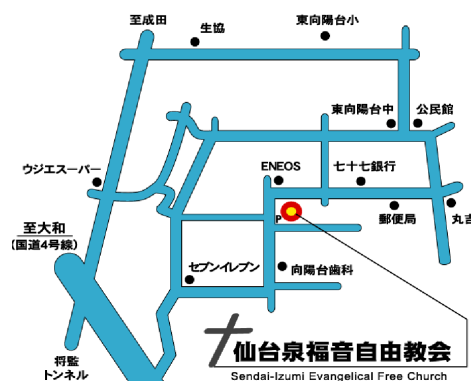 至成田
生協
東向陽台小
東向陽台中
公民館
ウジエスーパー
ENEOS
七十七銀行
至大和
(国道4号線)
P
郵便局
丸吉
セブンイレブン
向陽台歯科
将監
トンネル
仙台泉福音自由教会
Sendai-Izumi Evangelical Free Church